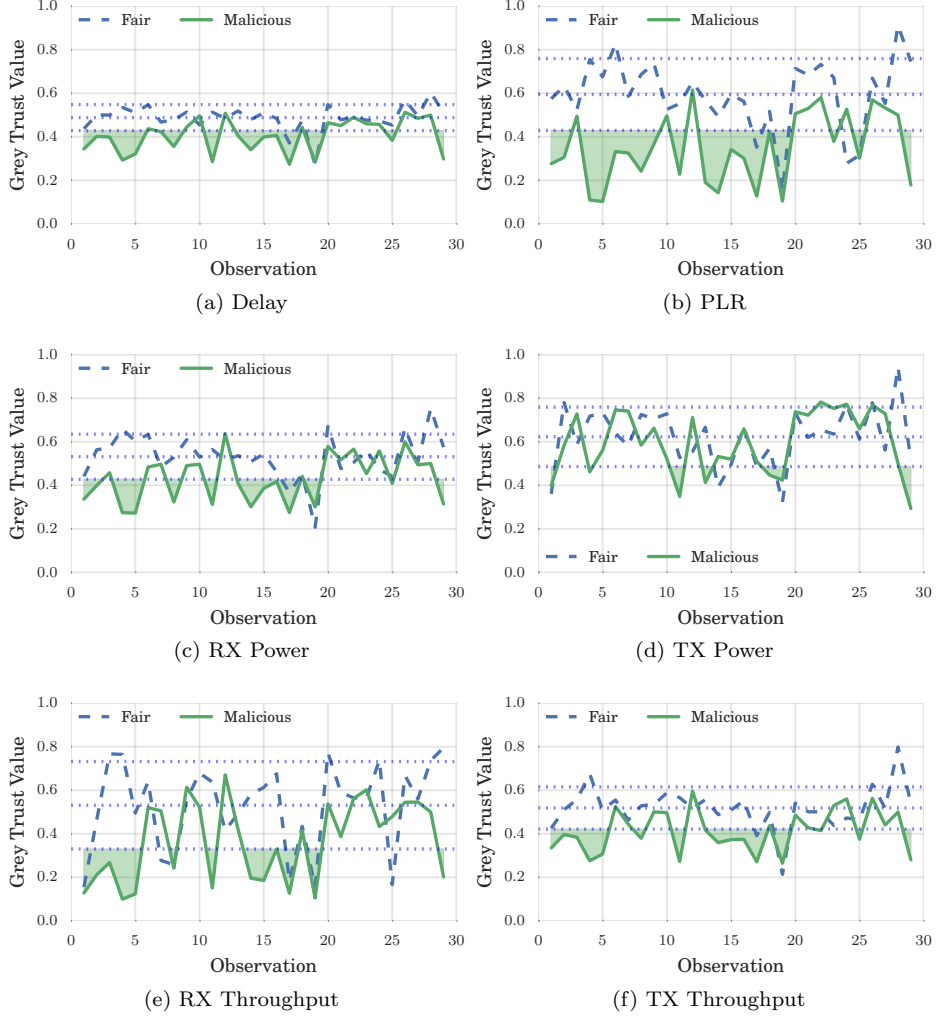 Fair Malicious
Grey Trust Value
1.0
0.8
0.6
0.4
0.2
0.0
0 5 10 15 20 25 30
Observation
(a) Delay
Fair Malicious
Grey Trust Value
1.0
0.8
0.6
0.4
0.2
0.0
0 5 10 15 20 25 30
Observation
(b) PLR
Fair Malicious
Grey Trust Value
1.0
0.8
0.6
0.4
0.2
0.0
0 5 10 15 20 25 30
Observation
(c) RX Power
Grey Trust Value
1.0
0.8
0.6
0.4
0.2
0.0
Fair Malicious
0 5 10 15 20 25 30
Observation
(d) TX Power
Fair Malicious
Grey Trust Value
1.0
0.8
0.6
0.4
0.2
0.0
0 5 10 15 20 25 30
Observation
(e) RX Throughput
Fair Malicious
Grey Trust Value
1.0
0.8
0.6
0.4
0.2
0.0
0 5 10 15 20 25 30
Observation
(f) TX Throughput